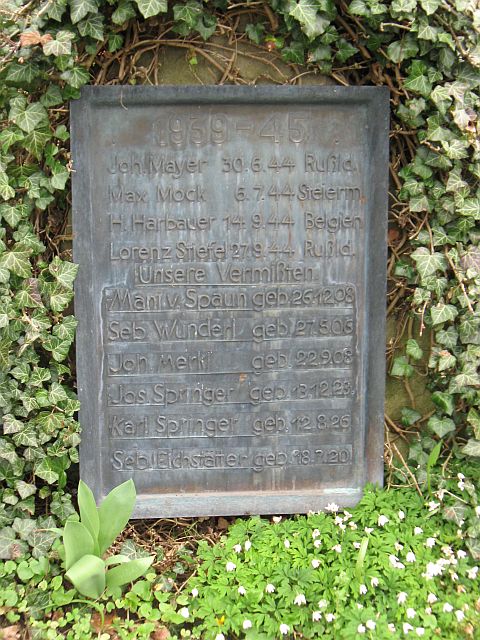 1939-45
Joh. Mayer 30.6.44 Rußld.
Max Mock 6.7.44 Steierm.
H. Harbauer 14.9.44 Belgien
Lorenz Stiefel 27.9.44 Rußld.
Unsere Vermißten.
Mani v. Spaun geb. 26.12.08
Seb. Wunderl geb. 27.5.06
Joh. Merkl geb. 22.9.08
Jos. Springer geb. 13.12.23
Karl Springer geb. 12.8.26
Seb. Eichstätter geb. 18.7.20